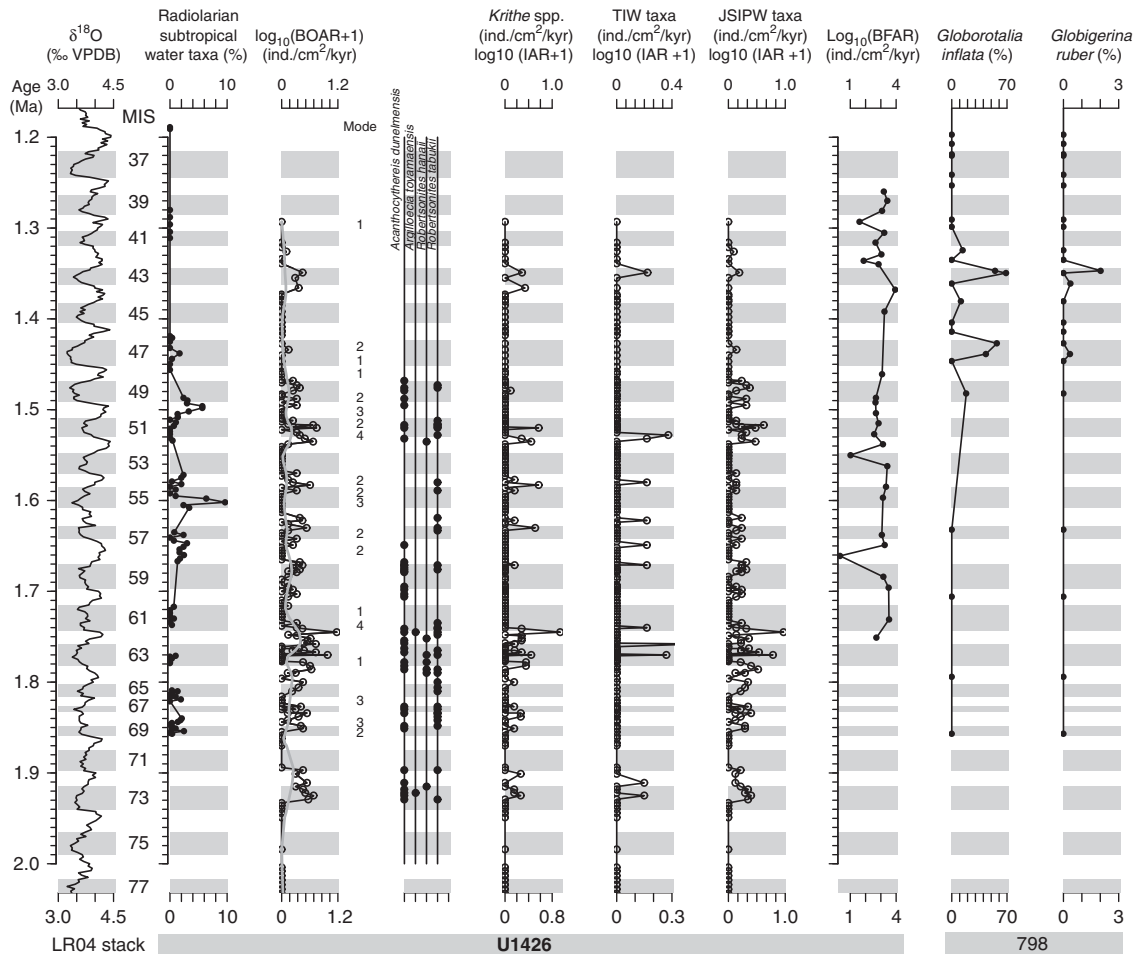 δ18O
(‰ VPDB)
Radiolarian
subtropical
water taxa (%)
log10(BOAR+1)
(ind./cm2/kyr)
Krithe spp.
(ind./cm2/kyr)
log10 (IAR+1)
TIW taxa
(ind./cm2/kyr)
log10 (IAR +1)
JSIPW taxa
(ind./cm2/kyr)
log10 (IAR +1)
Log10(BFAR)
(ind./cm2/kyr)
Globorotalia
inflata (%)
Globigerina
ruber (%)
Age
(Ma)
3.0 4.5
0 10
0 1.2
0 1.0
0 0.4
0 1.0
1 4
0 70
0 2
MIS
Mode
Acanthocythereis dunelmensis
Argilloecia toyamaensis
Robertsonites hanaii
Robertsonites tabukii
1.2
1.3
1.4
1.5
1.6
1.7
1.8
1.9
2.0
37
39
41
43
45
47
49
51
53
55
57
59
61
63
65
67
69
71
73
75
77
1
2
1
1
2
3
2
4
2
2
3
2
2
1
4
1
3
3
2
3.0 4.5
0 10
0 1.2
0 0.8
0 0.3
0 1.0
1 4
0 70
0 3
LR04 stack
U1426
798